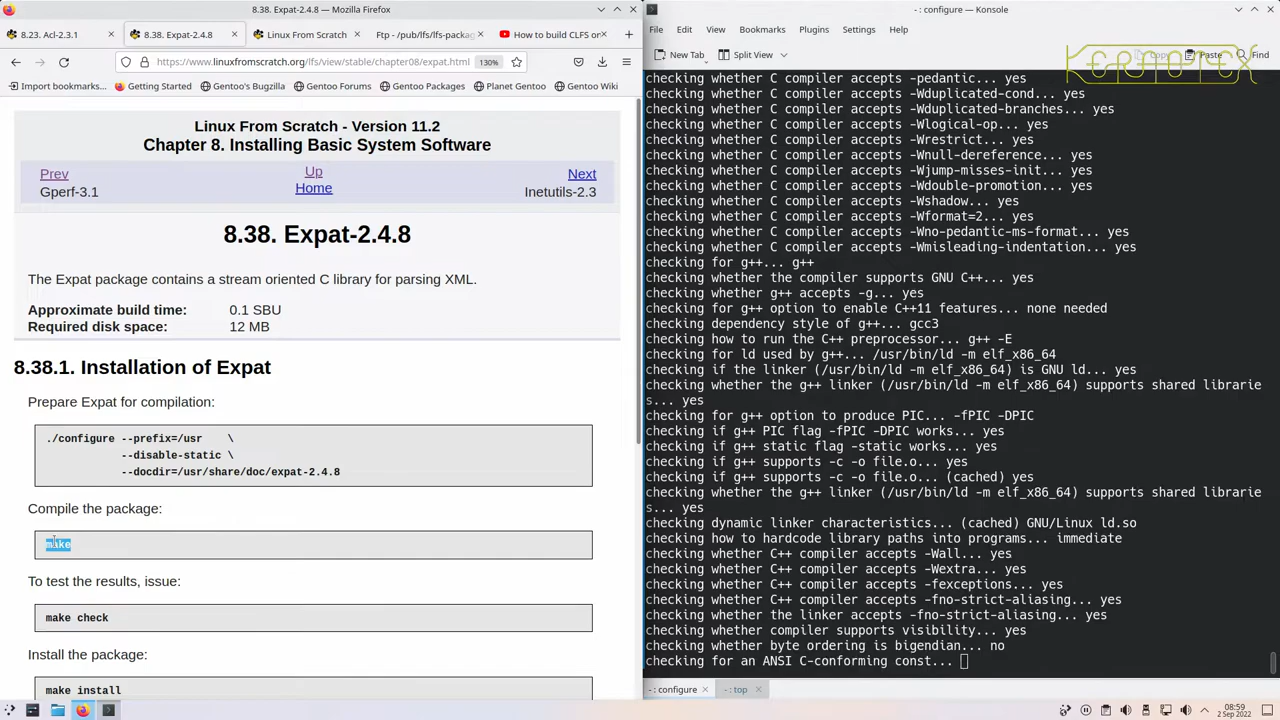 8.38. Expat-2.4.8 — Mozilla Firefox
8.23. Acl-2.3.1
8.38. Expat-2.4.8
Linux From Scratch
Ftp - /pub/lfs/lfs-packag
How to build CLFS on
https://www.linuxfromscratch.org/lfs/view/stable/chapter08/expat.html
Import bookmarks...
Getting Started
Gentoo's Bugzilla
Gentoo Forums
Gentoo Packages
Planet Gentoo
Gentoo Wiki
Linux From Scratch - Version 11.2
Chapter 8. Installing Basic System Software
Prev
Up
Next
Gperf-3.1
Home
Inetutils-2.3
8.38. Expat-2.4.8
The Expat package contains a stream oriented C library for parsing XML.
Approximate build time: 0.1 SBU
Required disk space: 12 MB
8.38.1. Installation of Expat
Prepare Expat for compilation:
./configure --prefix=/usr \
--disable-static \
--docdir=/usr/share/doc/expat-2.4.8
Compile the package:
make
To test the results, issue:
make check
Install the package:
make install
- : configure — Konsole
File Edit View Bookmarks Plugins Settings Help
New Tab Split View Copy Paste Find
KERNOTEX
checking whether C compiler accepts -pedantic... yes
checking whether C compiler accepts -Wduplicated-cond... yes
checking whether C compiler accepts -Wduplicated-branches... yes
checking whether C compiler accepts -Wlogical-op... yes
checking whether C compiler accepts -Wrestrict... yes
checking whether C compiler accepts -Wnull-dereference... yes
checking whether C compiler accepts -Wjump-misses-init... yes
checking whether C compiler accepts -Wdouble-promotion... yes
checking whether C compiler accepts -Wshadow... yes
checking whether C compiler accepts -Wformat=2... yes
checking whether C compiler accepts -Wno-pedantic-ms-format... yes
checking whether C compiler accepts -Wmisleading-indentation... yes
checking for g++... g++
checking whether the compiler supports GNU C++... yes
checking whether g++ accepts -g... yes
checking for g++ option to enable C++11 features... none needed
checking dependency style of g++... gcc3
checking how to run the C++ preprocessor... g++ -E
checking for ld used by g++... /usr/bin/ld -m elf_x86_64
checking if the linker (/usr/bin/ld -m elf_x86_64) is GNU ld... yes
checking whether the g++ linker (/usr/bin/ld -m elf_x86_64) supports shared librarie
s... yes
checking for g++ option to produce PIC... -fPIC -DPIC
checking if g++ PIC flag -fPIC -DPIC works... yes
checking if g++ static flag -static works... yes
checking if g++ supports -c -o file.o... yes
checking if g++ supports -c -o file.o... (cached) yes
checking whether the g++ linker (/usr/bin/ld -m elf_x86_64) supports shared librarie
s... yes
checking dynamic linker characteristics... (cached) GNU/Linux ld.so
checking how to hardcode library paths into programs... immediate
checking whether C++ compiler accepts -Wall... yes
checking whether C++ compiler accepts -Wextra... yes
checking whether C++ compiler accepts -fexceptions... yes
checking whether C++ compiler accepts -fno-strict-aliasing... yes
checking whether the linker accepts -fno-strict-aliasing... yes
checking whether compiler supports visibility... yes
checking whether byte ordering is bigendian... no
checking for an ANSI C-conforming const...
- : configure
- : top
08:59
2 Sep 2022